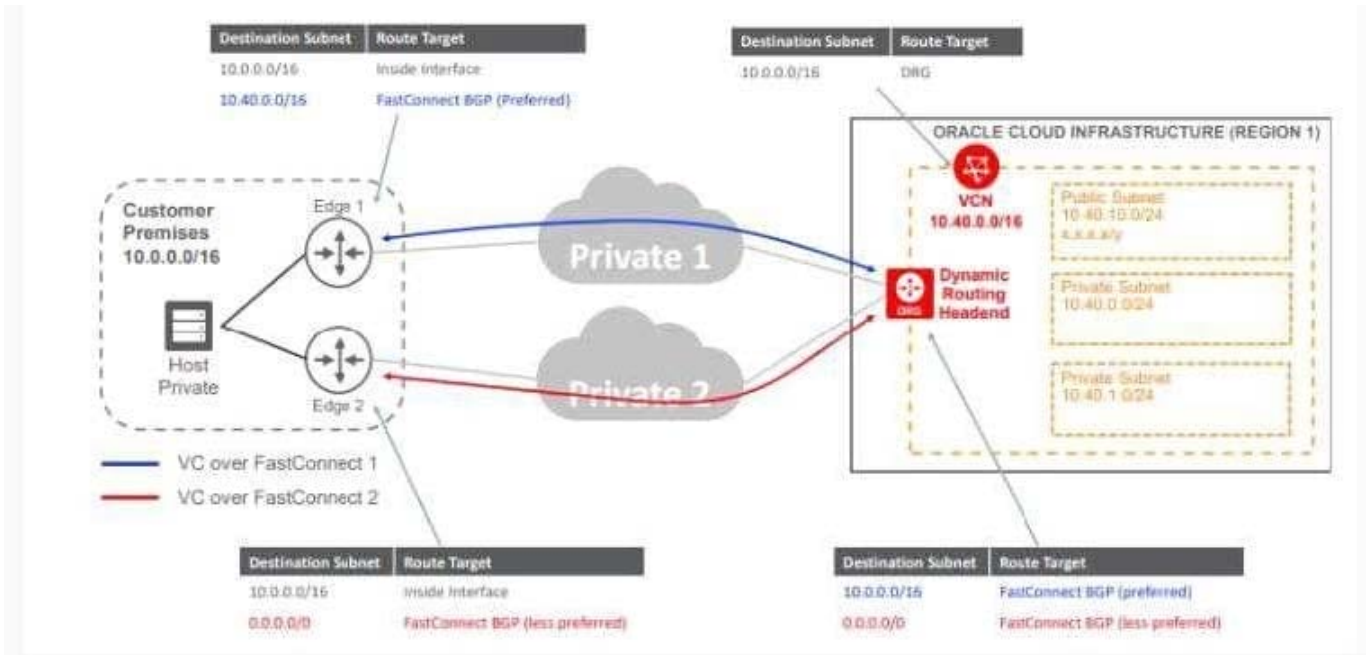 Destination Subnet Route Target
10.0.0.0/16 Inside Interface
10.40.0.0/16 FastConnect BGP (Preferred)
Destination Subnet Route Target
10.0.0.0/16 DRG
ORACLE CLOUD INFRASTRUCTURE (REGION 1)
Customer
Premises
10.0.0.0/16
Edge 1
Host
Private
Edge 2
Private 1
Private 2
VCN
10.40.0.0/16
DRG
Dynamic
Routing
Headend
Public Subnet
10.40.10.0/24
x.x.x.x/y
Private Subnet
10.40.0.0/24
Private Subnet
10.40.1.0/24
VC over FastConnect 1
VC over FastConnect 2
Destination Subnet Route Target
10.0.0.0/16 Inside Interface
0.0.0.0/0 FastConnect BGP (less preferred)
Destination Subnet Route Target
10.0.0.0/16 FastConnect BGP (preferred)
0.0.0.0/0 FastConnect BGP (less preferred)